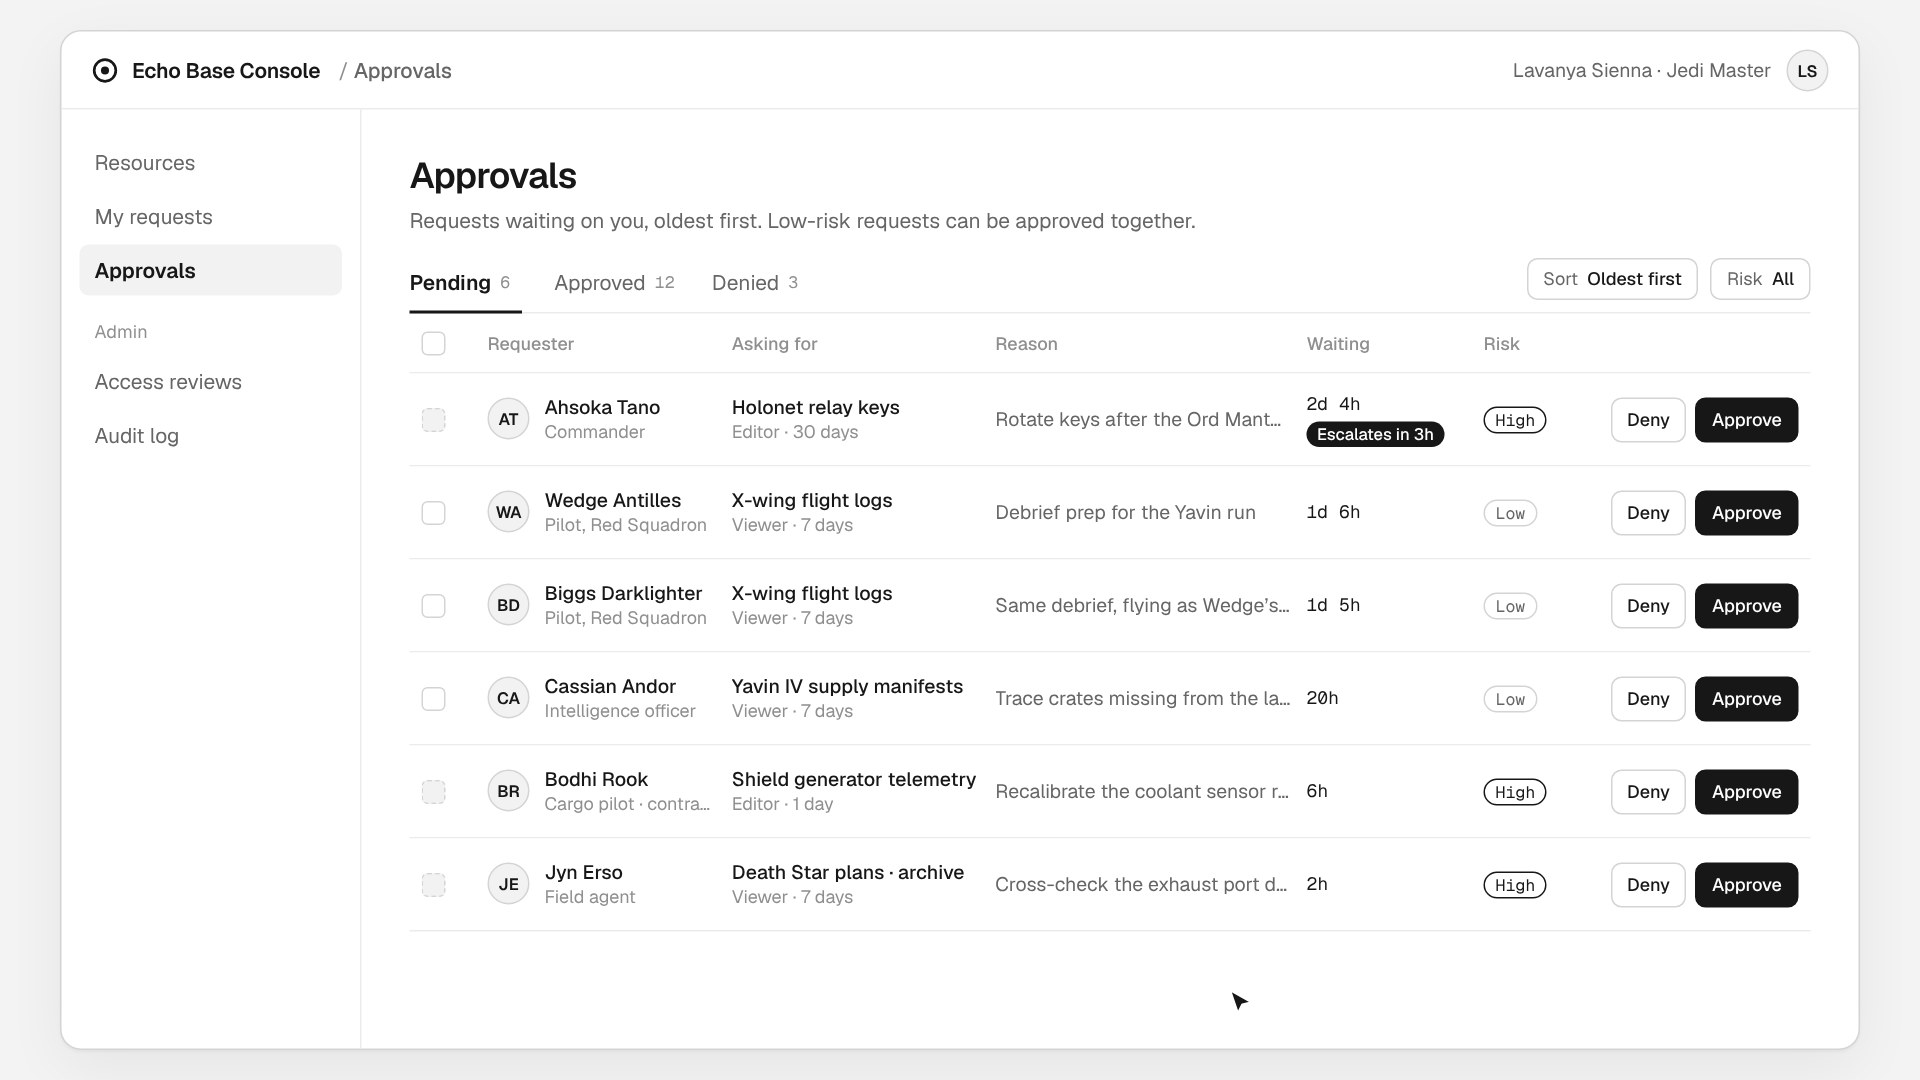 Echo Base Console / Approvals
Lavanya Sienna · Jedi Master LS
Resources
My requests
Approvals
Admin
Access reviews
Audit log
Approvals
Requests waiting on you, oldest first. Low-risk requests can be approved together.
Pending 6 Approved 12 Denied 3
Sort Oldest first Risk All
Requester Asking for Reason Waiting Risk
AT Ahsoka Tano
Commander
Holonet relay keys
Editor · 30 days
Rotate keys after the Ord Mant…
2d 4h
Escalates in 3h
High Deny Approve
WA Wedge Antilles
Pilot, Red Squadron
X-wing flight logs
Viewer · 7 days
Debrief prep for the Yavin run
1d 6h
Low Deny Approve
BD Biggs Darklighter
Pilot, Red Squadron
X-wing flight logs
Viewer · 7 days
Same debrief, flying as Wedge’s…
1d 5h
Low Deny Approve
CA Cassian Andor
Intelligence officer
Yavin IV supply manifests
Viewer · 7 days
Trace crates missing from the la…
20h
Low Deny Approve
BR Bodhi Rook
Cargo pilot · contra…
Shield generator telemetry
Editor · 1 day
Recalibrate the coolant sensor r…
6h
High Deny Approve
JE Jyn Erso
Field agent
Death Star plans · archive
Viewer · 7 days
Cross-check the exhaust port d…
2h
High Deny Approve